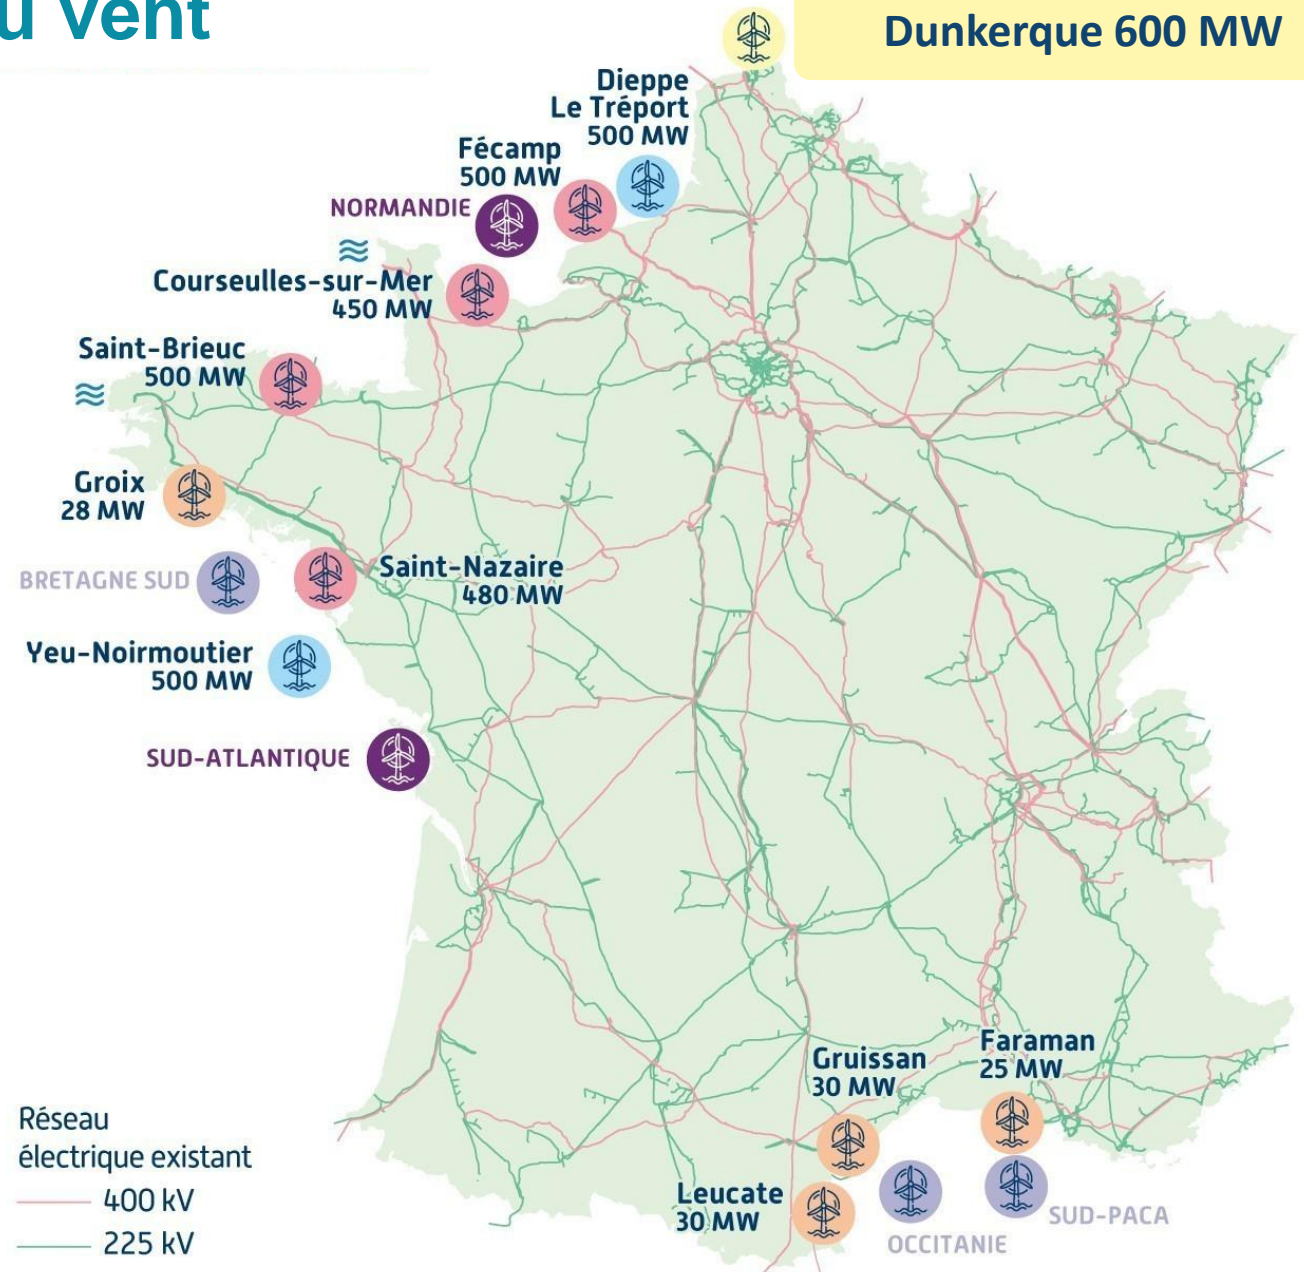 u vent
Dunkerque 600 MW
Dieppe
Le Tréport
500 MW
Fécamp
500 MW
NORMANDIE
Courseulles-sur-Mer
450 MW
Saint-Brieuc
500 MW
Groix
28 MW
BRETAGNE SUD
Saint-Nazaire
480 MW
Yeu-Noirmoutier
500 MW
SUD-ATLANTIQUE
Gruissan
30 MW
Faraman
25 MW
Leucate
30 MW
SUD-PACA
OCCITANIE
Réseau
électrique existant
400 kV
225 kV